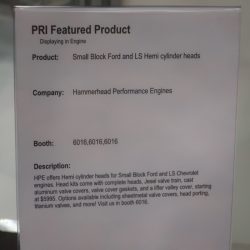 PRI Featured Product
Displaying in Engine
Product: Small Block Ford and LS Hemi cylinder heads
Company: Hammerhead Performance Engines
Booth: 6016,6016,6016
Description:
HPE offers Hemi cylinder heads for Small Block Ford and LS Chevrolet
engines. Head kits come with complete heads, Jesel valve train, cast
aluminum valve covers, valve cover gaskets, and a lifter valley cover, starting
at $5995. Options available including sheetmetal valve covers, head porting,
titanium valves, and more! Visit us in booth 6016.